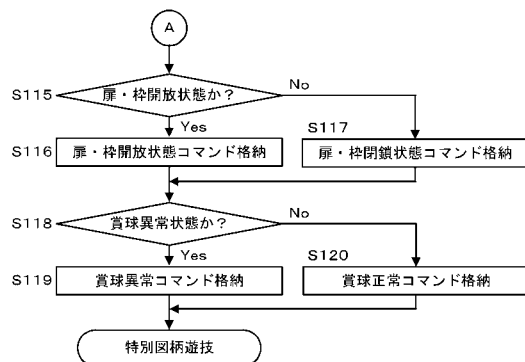 A
S115
扉・枠開放状態か?
No
Yes
S117
S116
扉・枠開放状態コマンド格納
扉・枠閉鎖状態コマンド格納
S118
賞球異常状態か?
No
Yes
S120
S119
賞球異常コマンド格納
賞球正常コマンド格納
特別図柄遊技